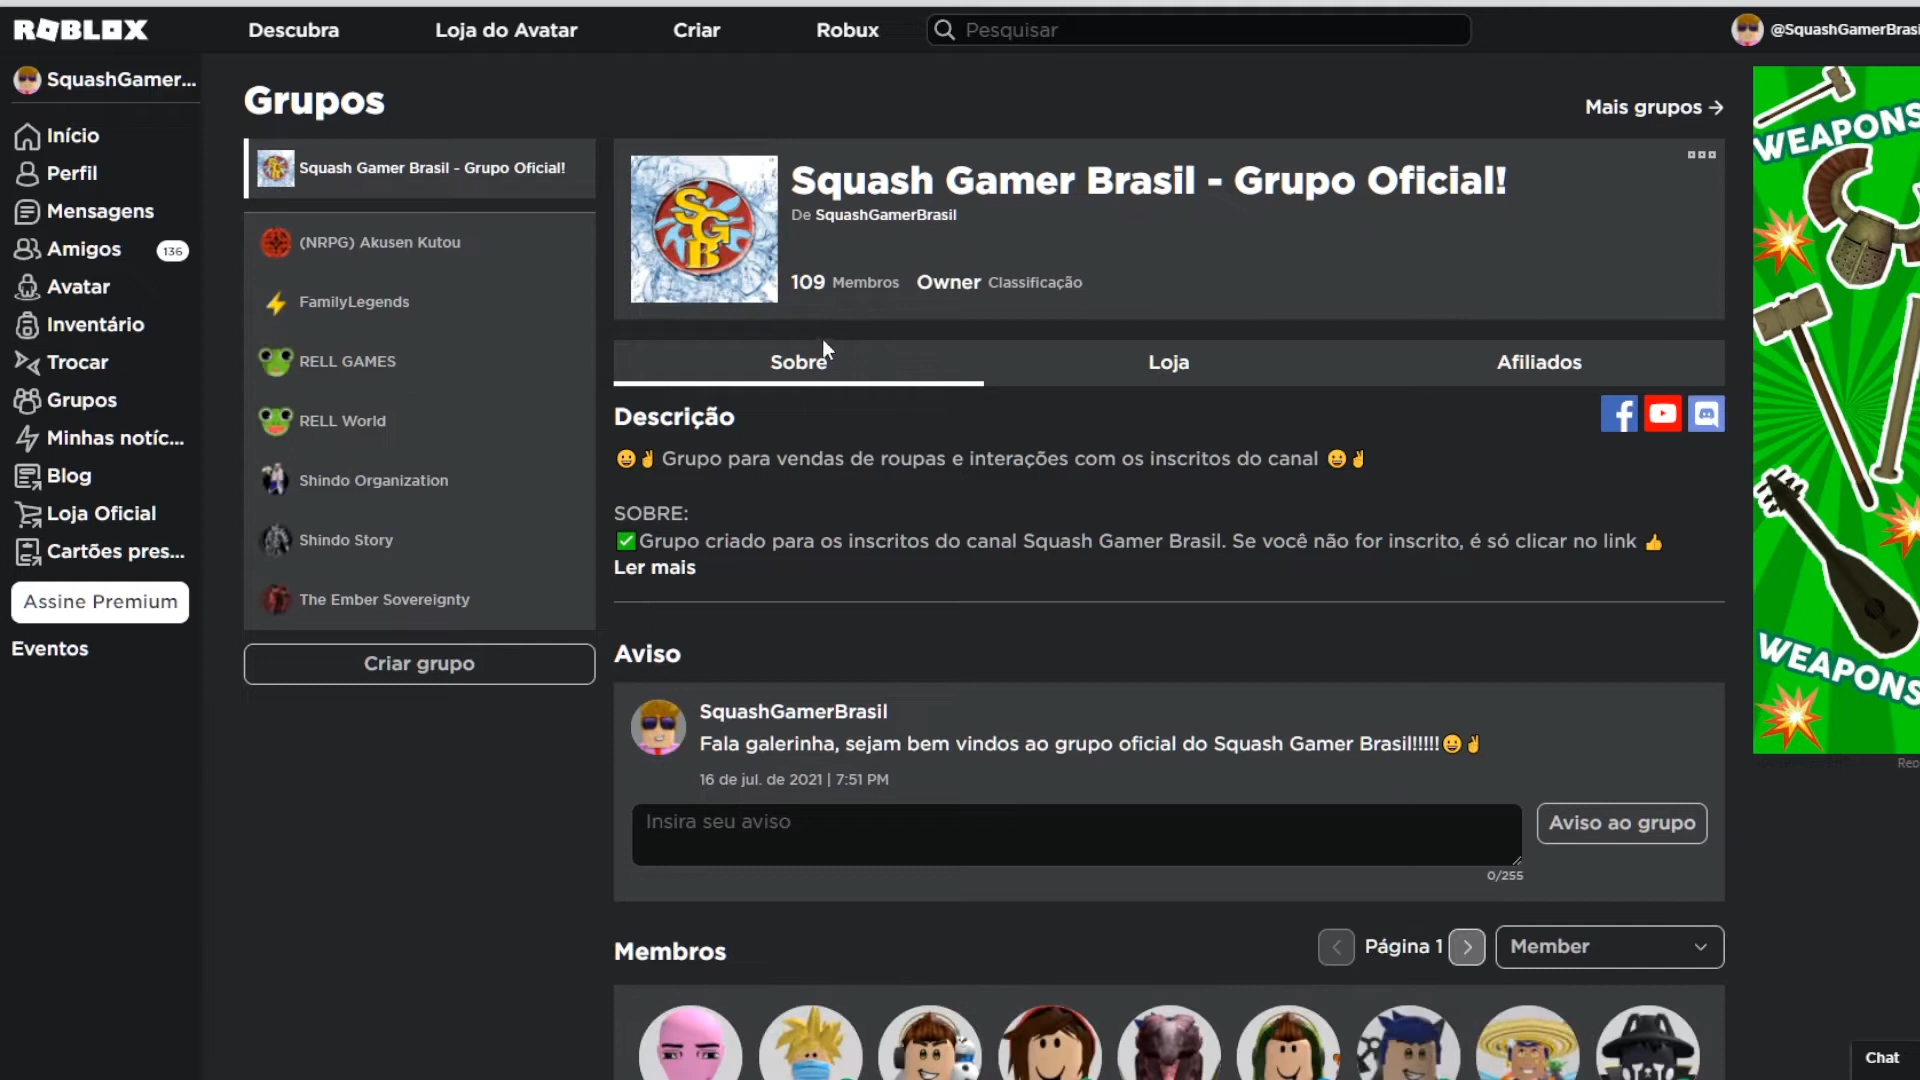 ROBLOX
Descubra
Loja do Avatar
Criar
Robux
Pesquisar
@SquashGamerBrasi
SquashGamer...
Início
Perfil
Mensagens
Amigos
136
Avatar
Inventário
Trocar
Grupos
Minhas notíc...
Blog
Loja Oficial
Cartões pres...
Assine Premium
Eventos
Grupos
Mais grupos →
Squash Gamer Brasil - Grupo Oficial!
(NRPG) Akusen Kutou
FamilyLegends
RELL GAMES
RELL World
Shindo Organization
Shindo Story
The Ember Sovereignty
Criar grupo
SGB
Squash Gamer Brasil - Grupo Oficial!
De SquashGamerBrasil
109 Membros Owner Classificação
Sobre
Loja
Afiliados
Descrição
😀✌ Grupo para vendas de roupas e interações com os inscritos do canal 😀✌
SOBRE:
✅Grupo criado para os inscritos do canal Squash Gamer Brasil. Se você não for inscrito, é só clicar no link 👍
Ler mais
Aviso
SquashGamerBrasil
Fala galerinha, sejam bem vindos ao grupo oficial do Squash Gamer Brasil!!!!!😀✌
16 de jul. de 2021 | 7:51 PM
Insira seu aviso
Aviso ao grupo
0/255
Membros
Página 1
Member
WEAPONS
WEAPONS
Repo
Chat